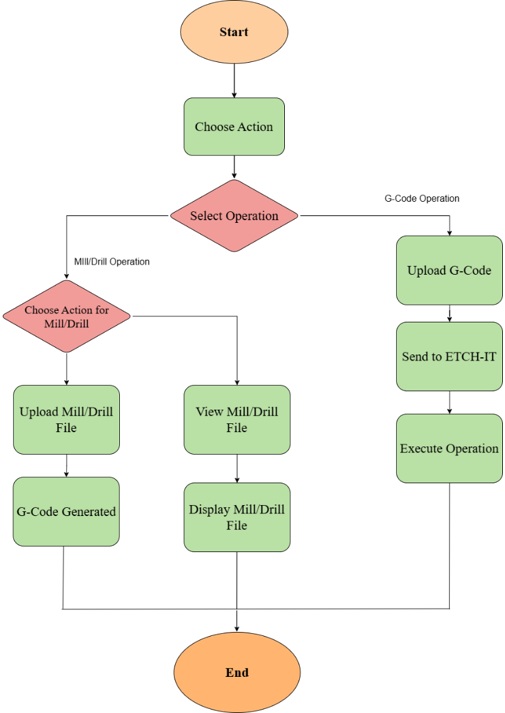 Start
Choose Action
Select Operation
G-Code Operation
MIll/Drill Operation
Upload G-Code
Choose Action for
Mill/Drill
Send to ETCH-IT
Upload Mill/Drill
File
View Mill/Drill
File
Execute Operation
G-Code Generated
Display Mill/Drill
File
End